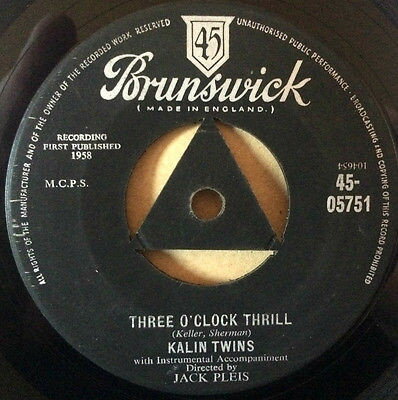 ALL RIGHTS OF THE MANUFACTURER AND OF THE OWNER OF THE RECORDED WORK RESERVED
UNAUTHORISED PUBLIC PERFORMANCE, BROADCASTING AND COPYING OF THIS RECORD PROHIBITED
45
Brunswick
( MADE IN ENGLAND. )
RECORDING
FIRST PUBLISHED
1958
M.C.P.S.
104654
45-
05751
THREE O'CLOCK THRILL
(Keller, Sherman)
KALIN TWINS
with Instrumental Accompaniment
Directed by
JACK PLEIS